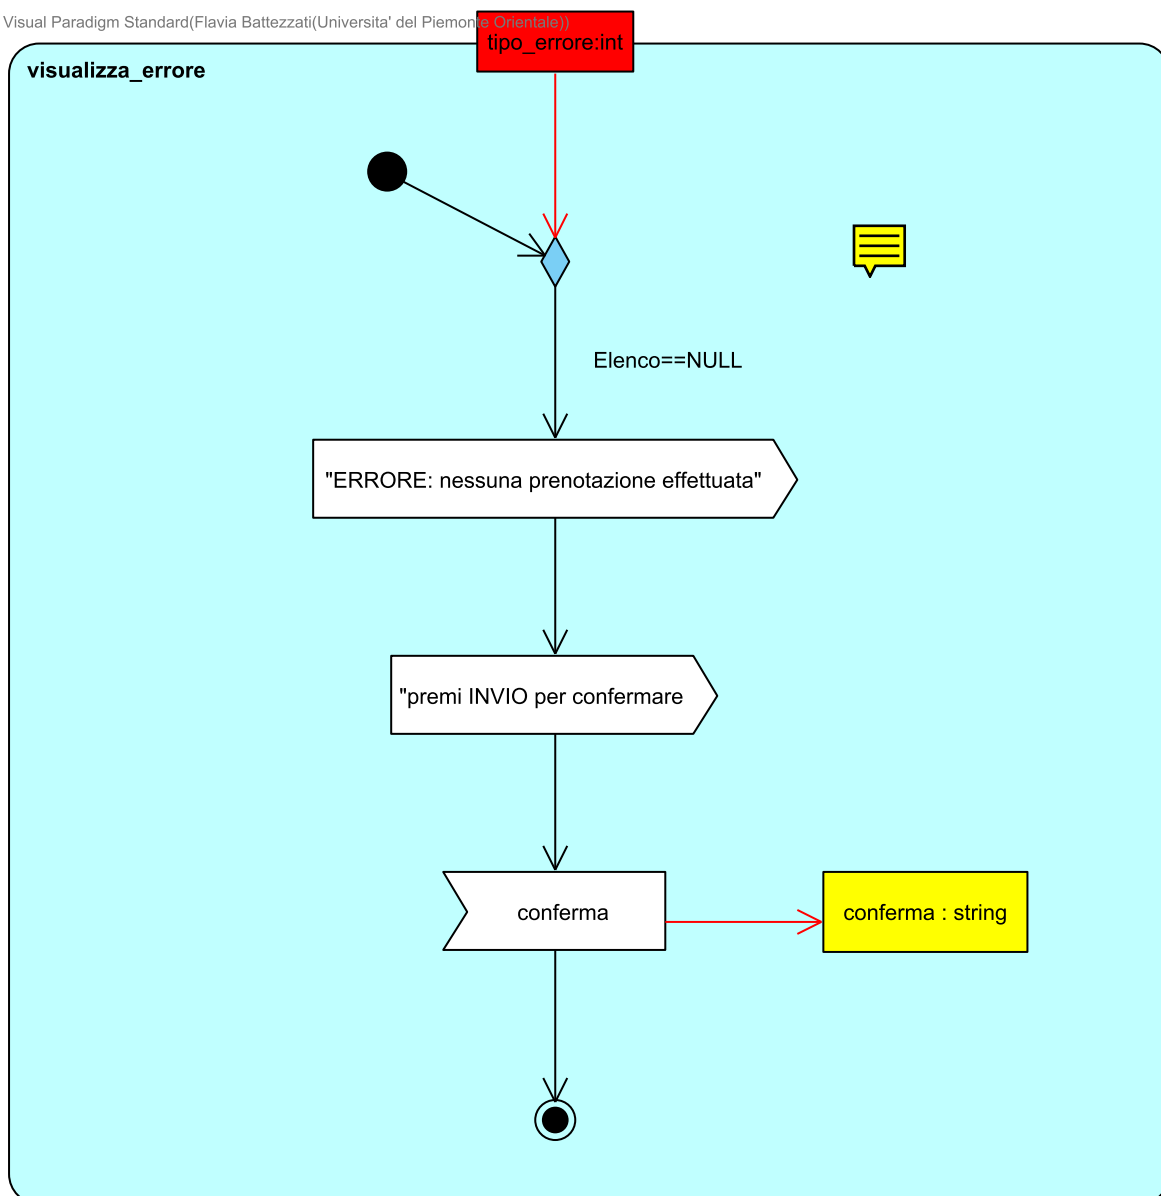 Visual Paradigm Standard(Flavia Battezzati(Universita' del Piemonte Orientale))
tipo_errore:int
visualizza_errore
Elenco==NULL
"ERRORE: nessuna prenotazione effettuata"
"premi INVIO per confermare
conferma
conferma : string